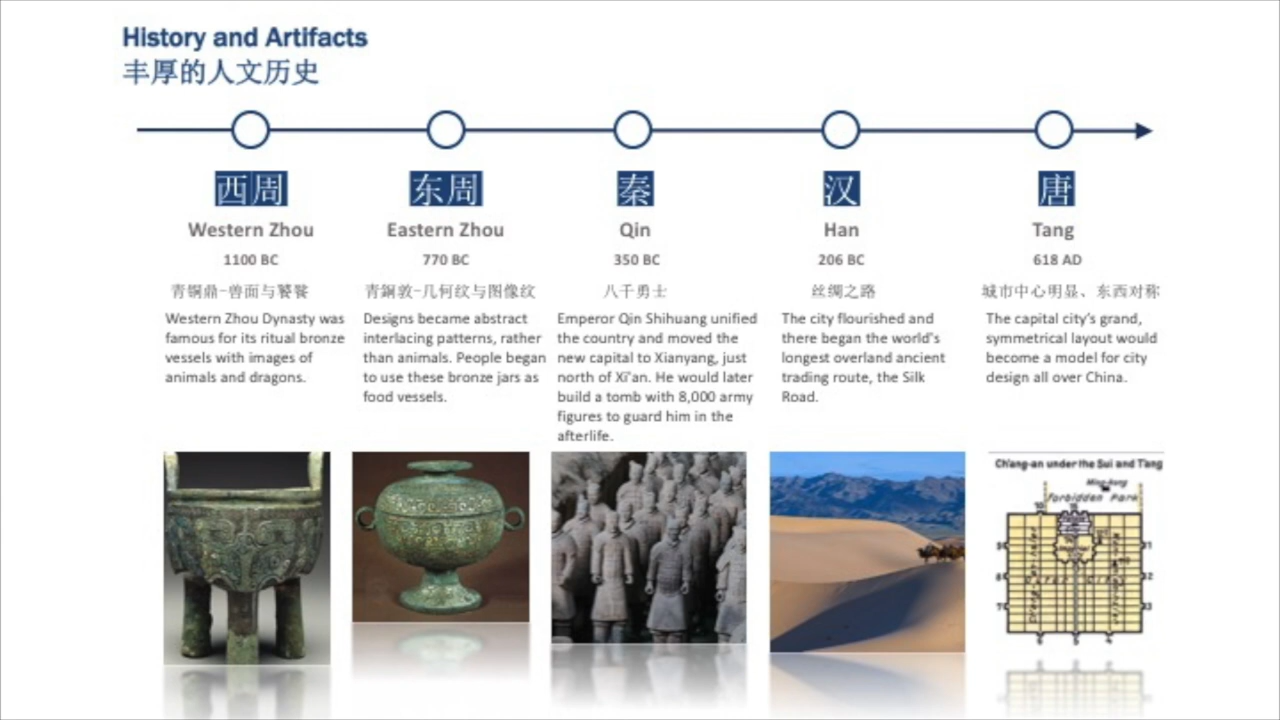 History and Artifacts
丰厚的人文历史
西周
Western Zhou
1100 BC
青铜鼎-兽面与饕餮
Western Zhou Dynasty was
famous for its ritual bronze
vessels with images of
animals and dragons.
东周
Eastern Zhou
770 BC
青銅敦-几何纹与图像纹
Designs became abstract
interlacing patterns, rather
than animals. People began
to use these bronze jars as
food vessels.
秦
Qin
350 BC
八千勇士
Emperor Qin Shihuang unified
the country and moved the
new capital to Xianyang, just
north of Xi'an. He would later
build a tomb with 8,000 army
figures to guard him in the
afterlife.
汉
Han
206 BC
丝绸之路
The city flourished and
there began the world's
longest overland ancient
trading route, the Silk
Road.
唐
Tang
618 AD
城市中心明显、东西对称
The capital city's grand,
symmetrical layout would
become a model for city
design all over China.
Ch'ang-an under the Sui and T'ang
Forbidden Park